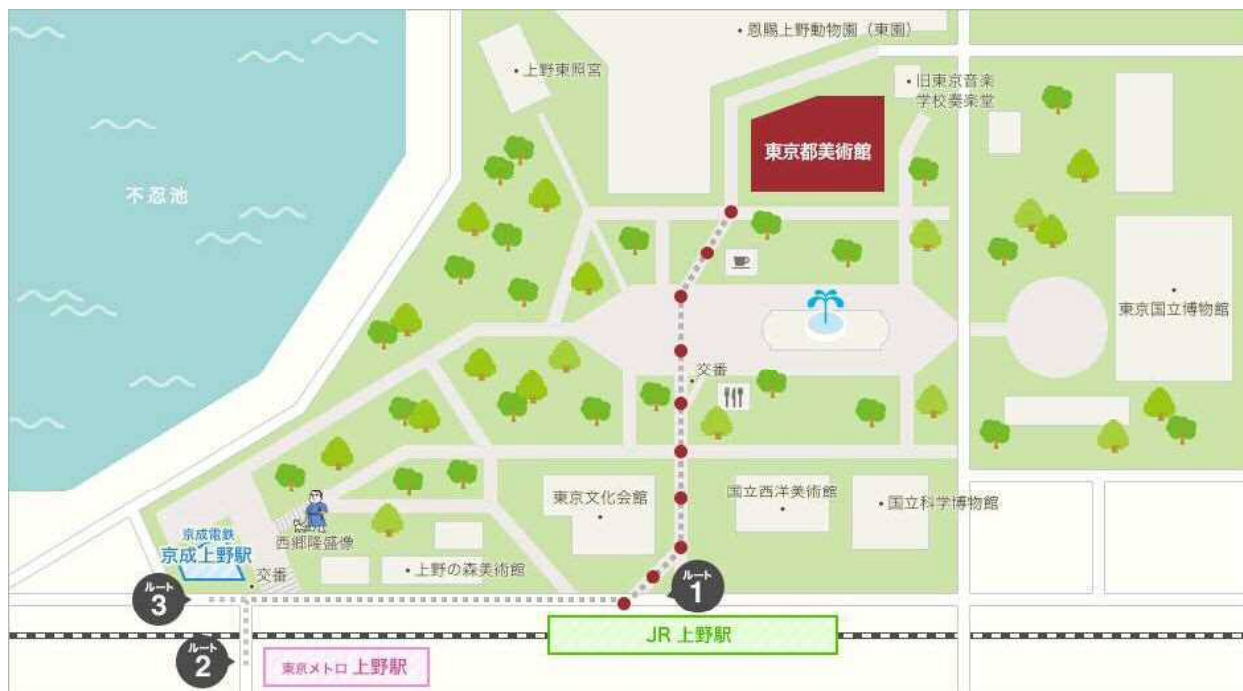 ・恩賜上野動物園（東園）
・上野東照宮
・旧東京音楽
学校奏楽堂
東京都美術館
不忍池
東京国立博物館
交番
東京文化会館
国立西洋美術館
・国立科学博物館
西郷隆盛像
京成電鉄
京成上野駅
・上野の森美術館
交番
ルート
1
ルート
3
JR 上野駅
ルート
2
東京メトロ 上野駅